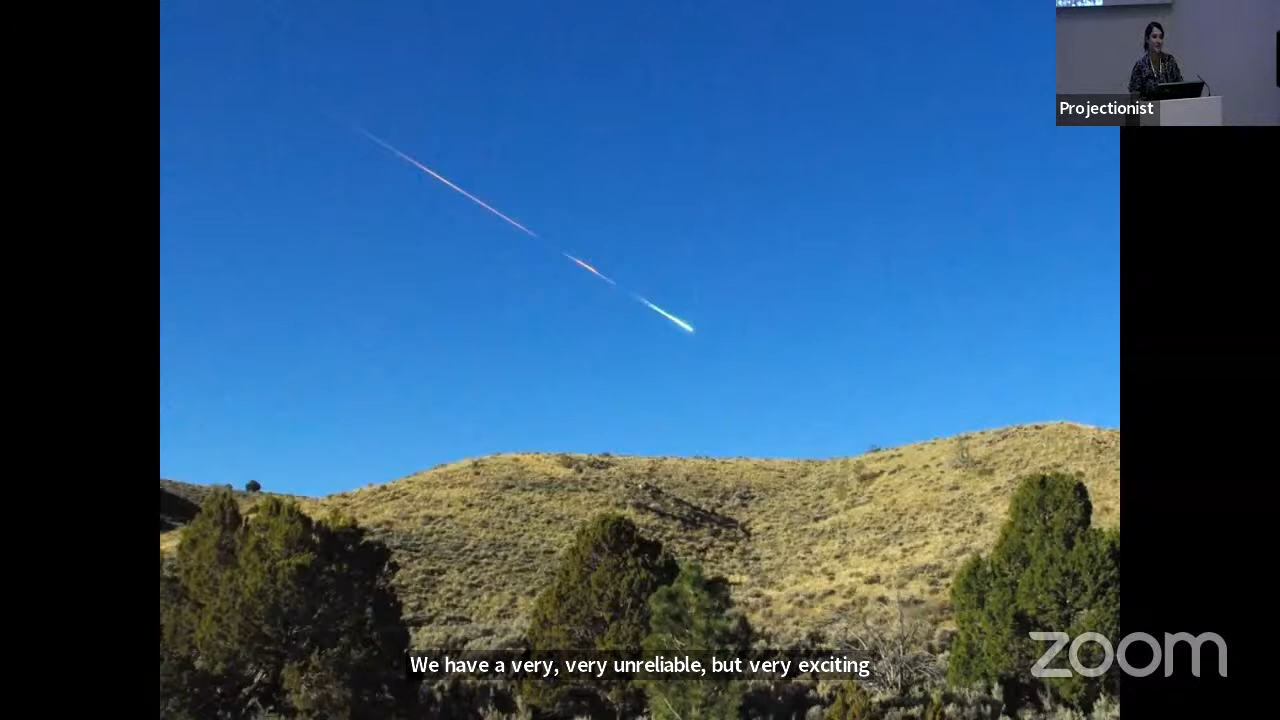 Projectionist
We have a very, very unreliable, but very exciting
zoom